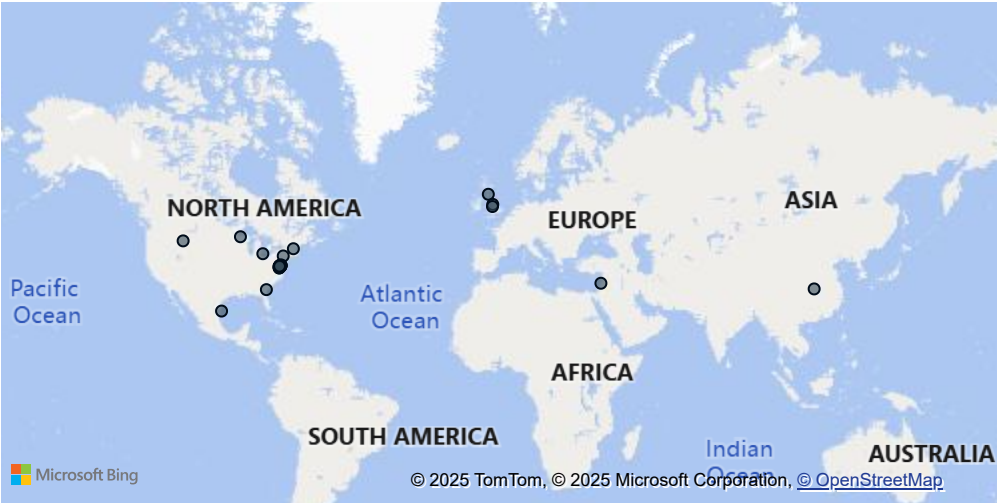 NORTH AMERICA
ASIA
EUROPE
Pacific
Ocean
Atlantic
Ocean
AFRICA
SOUTH AMERICA
Indian
Ocean
AUSTRALIA
Microsoft Bing
© 2025 TomTom, © 2025 Microsoft Corporation, © OpenStreetMap